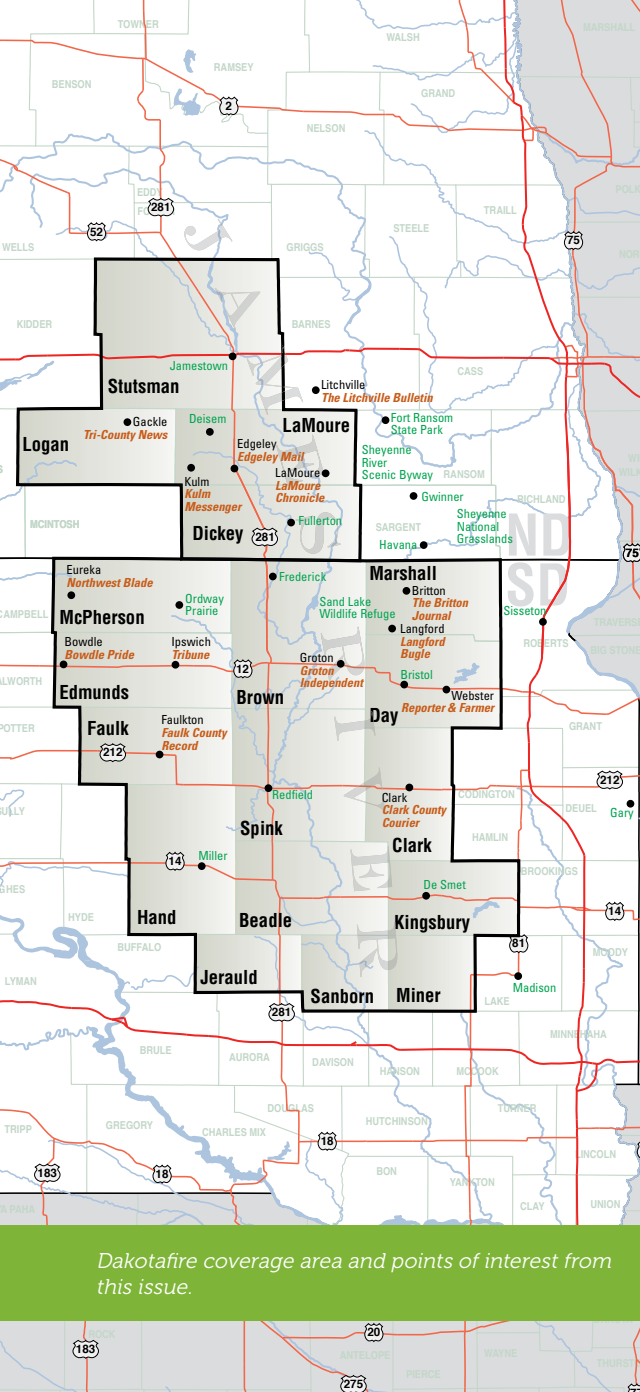 TOWNER
WALSH
MARSHALL
RAMSEY
BENSON
GRAND
2
NELSON
EDDY
281
TRAILL
STEELE
52
75
WELLS
GRIGGS
JAMES RIVER
KIDDER
BARNES
Jamestown
CASS
Stutsman
Litchville
The Litchville Bulletin
Gackle
Tri-County News
Deisem
LaMoure
Fort Ransom
State Park
Logan
Edgeley
Edgeley Mail
Sheyenne
River
Scenic Byway
RANSOM
Kulm
Kulm
Messenger
LaMoure
LaMoure
Chronicle
Gwinner
RICHLAND
MCINTOSH
Dickey
281
Fullerton
SARGENT
Sheyenne
National
Grasslands
Havana
ND
SD
75
Eureka
Northwest Blade
Frederick
Marshall
Britton
The Britton
Journal
CAMPBELL
McPherson
Ordway
Prairie
Sand Lake
Wildlife Refuge
Langford
Langford
Bugle
Sisseton
TRAVERSE
ROBERTS
BIG STONE
Bowdle
Bowdle Pride
Ipswich
Tribune
12
Groton
Groton
Independent
Bristol
Webster
Reporter & Farmer
ALWORTH
Edmunds
Brown
Day
POTTER
Faulk
Faulkton
Faulk County
Record
GRANT
212
212
Redfield
Clark
Clark County
Courier
CODINGTON
DEUEL
Gary
Spink
Clark
HAMLIN
14
Miller
BROOKINGS
De Smet
14
HYDE
Hand
Beadle
Kingsbury
81
BUFFALO
MOODY
LYMAN
Jerauld
Sanborn
Miner
Madison
LAKE
281
MINNEHAHA
BRULE
AURORA
DAVISON
HANSON
MCCOOK
DOUGLAS
TURNER
TRIPP
GREGORY
CHARLES MIX
HUTCHINSON
18
LINCOLN
183
18
BON
YANKTON
CLAY
UNION
Dakotafire coverage area and points of interest from
this issue.
ROCK
20
183
ANTELOPE
WAYNE
PIERCE
275